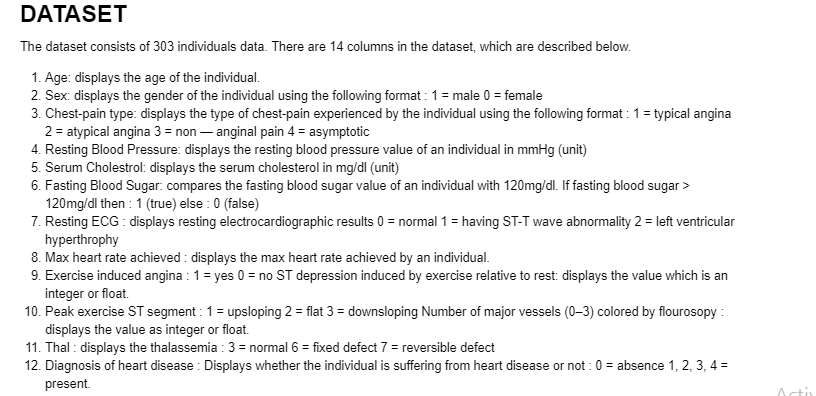 DATASET
The dataset consists of 303 individuals data. There are 14 columns in the dataset, which are described below.
1. Age: displays the age of the individual.
2. Sex: displays the gender of the individual using the following format : 1 = male 0 = female
3. Chest-pain type: displays the type of chest-pain experienced by the individual using the following format : 1 = typical angina
2 = atypical angina 3 = non — anginal pain 4 = asymptotic
4. Resting Blood Pressure: displays the resting blood pressure value of an individual in mmHg (unit)
5. Serum Cholestrol: displays the serum cholesterol in mg/dl (unit)
6. Fasting Blood Sugar: compares the fasting blood sugar value of an individual with 120mg/dl. If fasting blood sugar >
120mg/dl then : 1 (true) else : 0 (false)
7. Resting ECG : displays resting electrocardiographic results 0 = normal 1 = having ST-T wave abnormality 2 = left ventricular
hyperthrophy
8. Max heart rate achieved : displays the max heart rate achieved by an individual.
9. Exercise induced angina : 1 = yes 0 = no ST depression induced by exercise relative to rest: displays the value which is an
integer or float.
10. Peak exercise ST segment : 1 = upsloping 2 = flat 3 = downsloping Number of major vessels (0–3) colored by flourosopy :
displays the value as integer or float.
11. Thal : displays the thalassemia : 3 = normal 6 = fixed defect 7 = reversible defect
12. Diagnosis of heart disease : Displays whether the individual is suffering from heart disease or not : 0 = absence 1, 2, 3, 4 =
present.